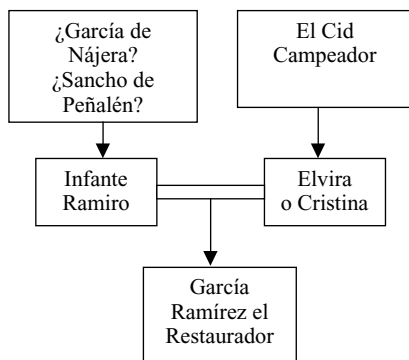 ¿García de
Nájera?
¿Sancho de
Peñalén?
El Cid
Campeador
Infante
Ramiro
Elvira
o Cristina
García
Ramírez el
Restaurador